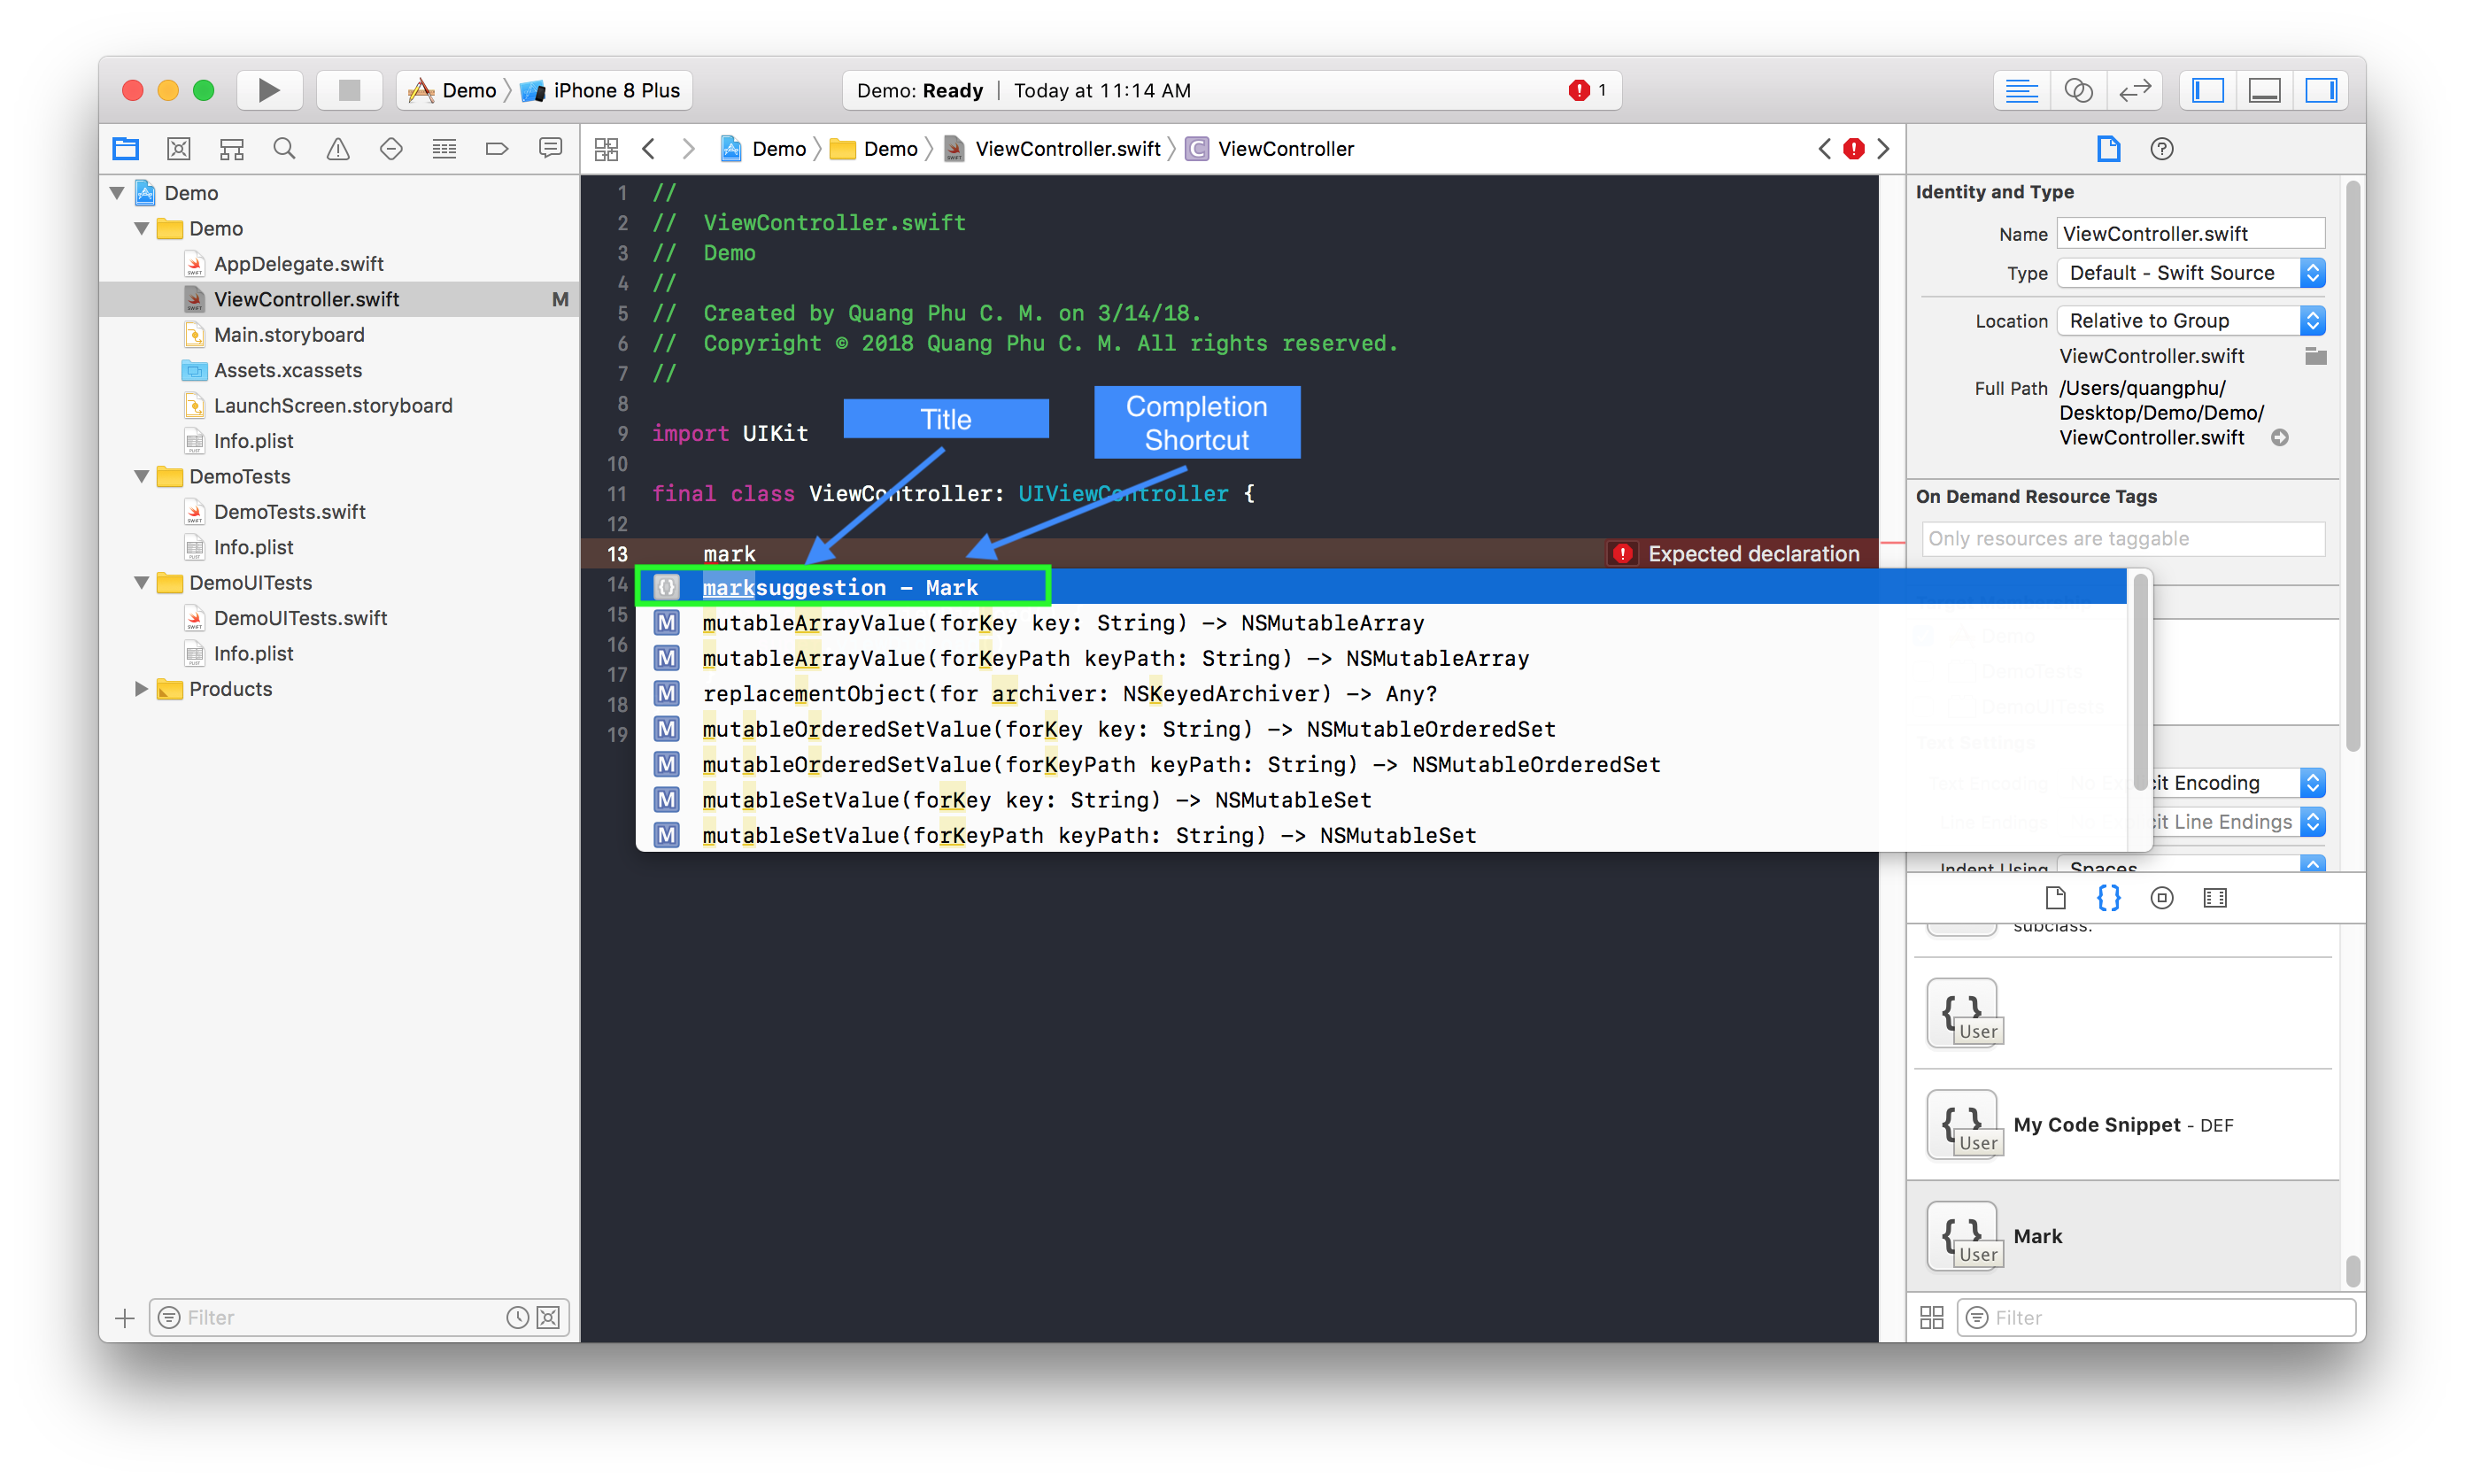 Demo 〉 iPhone 8 Plus
Demo: Ready | Today at 11:14 AM
1
Demo 〉 Demo 〉 ViewController.swift 〉 C ViewController
Demo
Demo
AppDelegate.swift
ViewController.swift M
Main.storyboard
Assets.xcassets
LaunchScreen.storyboard
Info.plist
DemoTests
DemoTests.swift
Info.plist
DemoUITests
DemoUITests.swift
Info.plist
Products
Filter
1 //
2 // ViewController.swift
3 // Demo
4 //
5 // Created by Quang Phu C. M. on 3/14/18.
6 // Copyright © 2018 Quang Phu C. M. All rights reserved.
7 //
8
9 import UIKit
10
11 final class ViewController: UIViewController {
12
13 mark
Expected declaration
14
15
16
17
18
19
Title
Completion
Shortcut
{} marksuggestion – Mark
M mutableArrayValue(forKey key: String) -> NSMutableArray
M mutableArrayValue(forKeyPath keyPath: String) -> NSMutableArray
M replacementObject(for archiver: NSKeyedArchiver) -> Any?
M mutableOrderedSetValue(forKey key: String) -> NSMutableOrderedSet
M mutableOrderedSetValue(forKeyPath keyPath: String) -> NSMutableOrderedSet
M mutableSetValue(forKey key: String) -> NSMutableSet
M mutableSetValue(forKeyPath keyPath: String) -> NSMutableSet
Identity and Type
Name ViewController.swift
Type Default - Swift Source
Location Relative to Group
ViewController.swift
Full Path /Users/quangphu/
Desktop/Demo/Demo/
ViewController.swift
On Demand Resource Tags
Only resources are taggable
DemoTests
DemoUITests
Text Settings
Text Encoding No Explicit Encoding
Line Endings
Indent Using Spaces
subclass.
{ } User
{ } User My Code Snippet - DEF
{ } User Mark
Filter